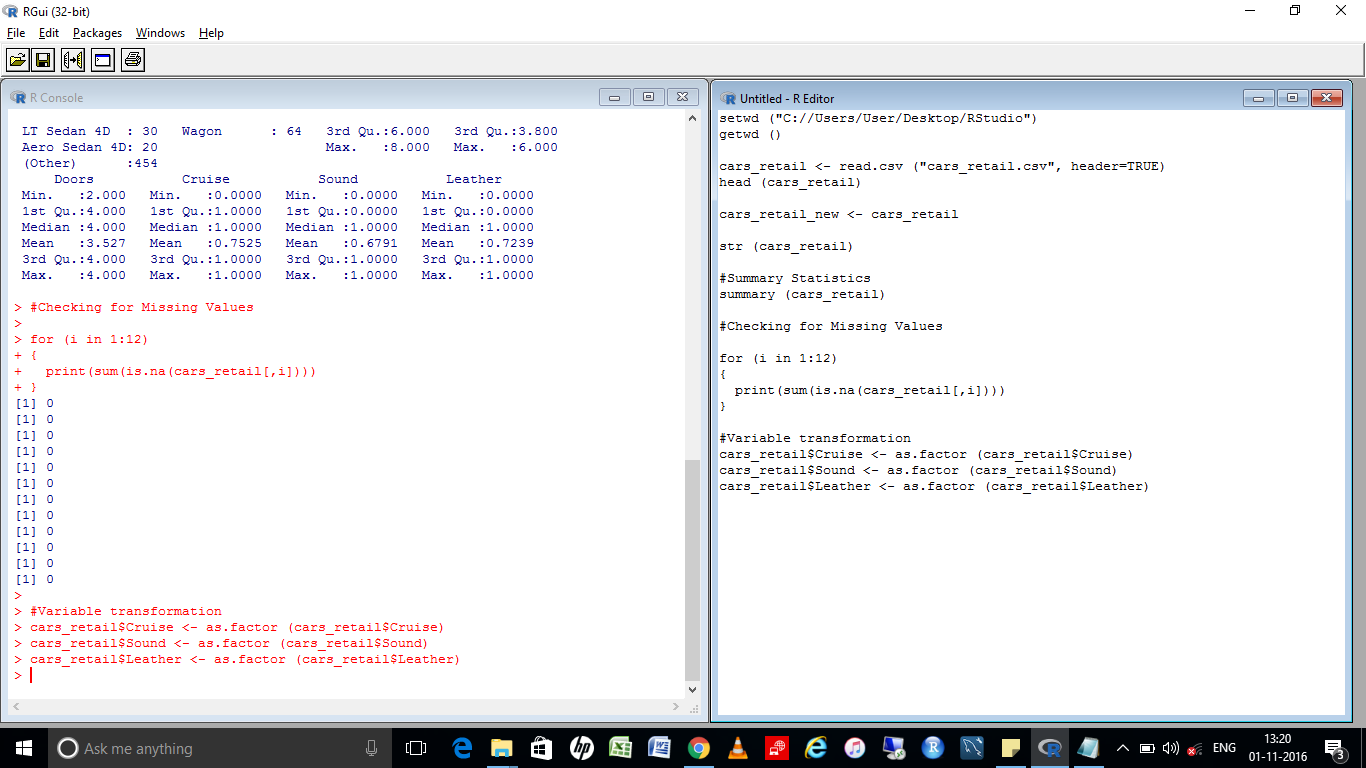 RGui (32-bit)
File Edit Packages Windows Help
R Console
LT Sedan 4D  : 30   Wagon      : 64   3rd Qu.:6.000   3rd Qu.:3.800
Aero Sedan 4D: 20                     Max.   :8.000   Max.   :6.000
(Other)      :454
    Doors           Cruise           Sound           Leather
Min.   :2.000   Min.   :0.0000   Min.   :0.0000   Min.   :0.0000
1st Qu.:4.000   1st Qu.:1.0000   1st Qu.:0.0000   1st Qu.:0.0000
Median :4.000   Median :1.0000   Median :1.0000   Median :1.0000
Mean   :3.527   Mean   :0.7525   Mean   :0.6791   Mean   :0.7239
3rd Qu.:4.000   3rd Qu.:1.0000   3rd Qu.:1.0000   3rd Qu.:1.0000
Max.   :4.000   Max.   :1.0000   Max.   :1.0000   Max.   :1.0000
> #Checking for Missing Values
>
> for (i in 1:12)
+ {
+   print(sum(is.na(cars_retail[,i])))
+ }
[1] 0
[1] 0
[1] 0
[1] 0
[1] 0
[1] 0
[1] 0
[1] 0
[1] 0
[1] 0
[1] 0
[1] 0
>
> #Variable transformation
> cars_retail$Cruise <- as.factor (cars_retail$Cruise)
> cars_retail$Sound <- as.factor (cars_retail$Sound)
> cars_retail$Leather <- as.factor (cars_retail$Leather)
>
Untitled - R Editor
setwd ("C://Users/User/Desktop/RStudio")
getwd ()
cars_retail <- read.csv ("cars_retail.csv", header=TRUE)
head (cars_retail)
cars_retail_new <- cars_retail
str (cars_retail)
#Summary Statistics
summary (cars_retail)
#Checking for Missing Values
for (i in 1:12)
{
  print(sum(is.na(cars_retail[,i])))
}
#Variable transformation
cars_retail$Cruise <- as.factor (cars_retail$Cruise)
cars_retail$Sound <- as.factor (cars_retail$Sound)
cars_retail$Leather <- as.factor (cars_retail$Leather)
Ask me anything
ENG
13:20
01-11-2016
3